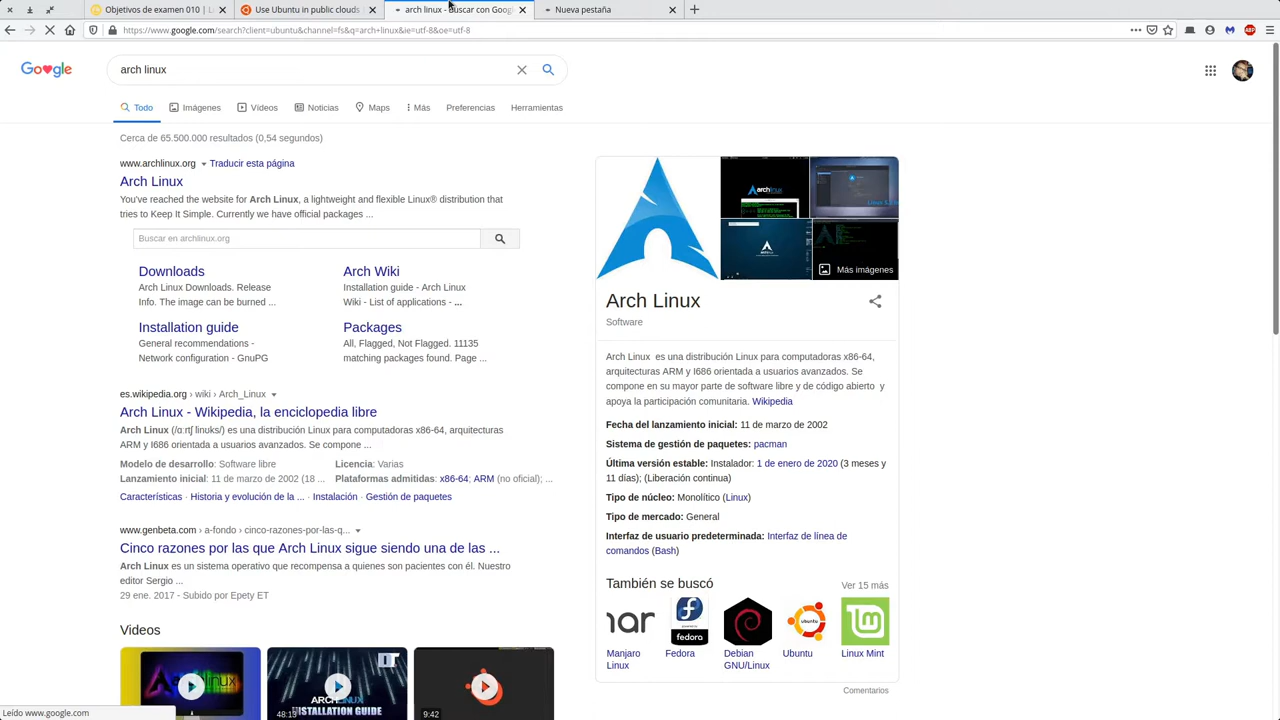 Objetivos de examen 010 | L
Use Ubuntu in public clouds
arch linux - Buscar con Goog
Nueva pestaña
https://www.google.com/search?client=ubuntu&channel=fs&q=arch+linux&ie=utf-8&oe=utf-8
ABP
Google
arch linux
Todo
Imágenes
Vídeos
Noticias
Maps
Más
Preferencias
Herramientas
Cerca de 65.500.000 resultados (0,54 segundos)
www.archlinux.org
Traducir esta página
Arch Linux
You've reached the website for Arch Linux, a lightweight and flexible Linux® distribution that
tries to Keep It Simple. Currently we have official packages ...
Buscar en archlinux.org
Downloads
Arch Linux Downloads. Release
Info. The image can be burned ...
Arch Wiki
Installation guide - Arch Linux
Wiki - List of applications - ...
Installation guide
General recommendations -
Network configuration - GnuPG
Packages
All, Flagged, Not Flagged. 11135
matching packages found. Page ...
es.wikipedia.org › wiki › Arch_Linux
Arch Linux - Wikipedia, la enciclopedia libre
Arch Linux (/ɑːrtʃ linʊks/) es una distribución Linux para computadoras x86-64, arquitecturas
ARM y I686 orientada a usuarios avanzados. Se compone ...
Modelo de desarrollo: Software libre
Licencia: Varias
Lanzamiento inicial: 11 de marzo de 2002 (18 ...
Plataformas admitidas: x86-64; ARM (no oficial); ...
Características · Historia y evolución de la ... · Instalación · Gestión de paquetes
www.genbeta.com › a-fondo › cinco-razones-por-las-q...
Cinco razones por las que Arch Linux sigue siendo una de las ...
Arch Linux es un sistema operativo que recompensa a quienes son pacientes con él. Nuestro
editor Sergio ...
29 ene. 2017 - Subido por Epety ET
Videos
ARCH LINUX
INSTALLATION GUIDE
48:19
9:42
archlinux
Más imágenes
Arch Linux
Software
Arch Linux es una distribución Linux para computadoras x86-64,
arquitecturas ARM y I686 orientada a usuarios avanzados. Se
compone en su mayor parte de software libre y de código abierto y
apoya la participación comunitaria. Wikipedia
Fecha del lanzamiento inicial: 11 de marzo de 2002
Sistema de gestión de paquetes: pacman
Última versión estable: Instalador: 1 de enero de 2020 (3 meses y
11 días); (Liberación continua)
Tipo de núcleo: Monolítico (Linux)
Tipo de mercado: General
Interfaz de usuario predeterminada: Interfaz de línea de
comandos (Bash)
También se buscó
Ver 15 más
fedora
ubuntu
Manjaro
Linux
Fedora
Debian
GNU/Linux
Ubuntu
Linux Mint
Comentarios
Leído www.google.com